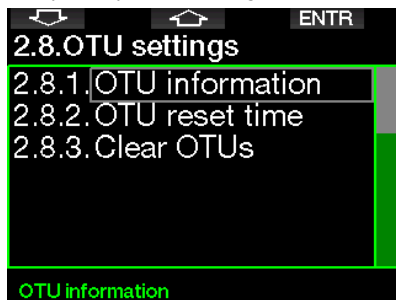 ENTR
2.8.OTU settings
2.8.1.OTU information
2.8.2.OTU reset time
2.8.3.Clear OTUs
OTU information